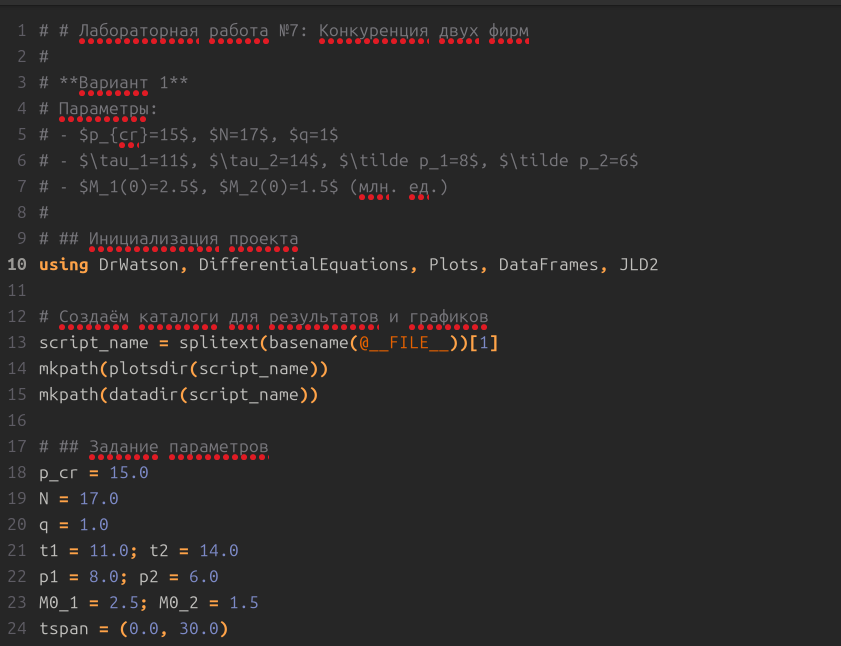 1 # # Лабораторная работа №7: Конкуренция двух фирм
2 #
3 # **Вариант 1**
4 # Параметры:
5 # - $p_{cr}=15$, $N=17$, $q=1$
6 # - $\tau_1=11$, $\tau_2=14$, $\tilde p_1=8$, $\tilde p_2=6$
7 # - $M_1(0)=2.5$, $M_2(0)=1.5$ (млн. ед.)
8 #
9 # ## Инициализация проекта
10 using DrWatson, DifferentialEquations, Plots, DataFrames, JLD2
11
12 # Создаём каталоги для результатов и графиков
13 script_name = splitext(basename(@__FILE__))[1]
14 mkpath(plotsdir(script_name))
15 mkpath(datadir(script_name))
16
17 # ## Задание параметров
18 p_cr = 15.0
19 N = 17.0
20 q = 1.0
21 t1 = 11.0; t2 = 14.0
22 p1 = 8.0; p2 = 6.0
23 M0_1 = 2.5; M0_2 = 1.5
24 tspan = (0.0, 30.0)